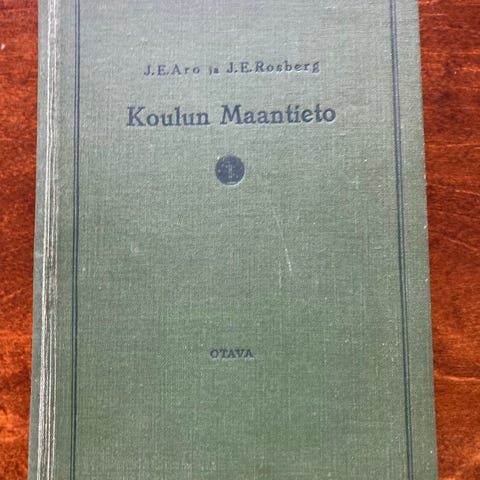 J.E.Aro ja J.E.Rosberg
Koulun Maantieto
OTAVA